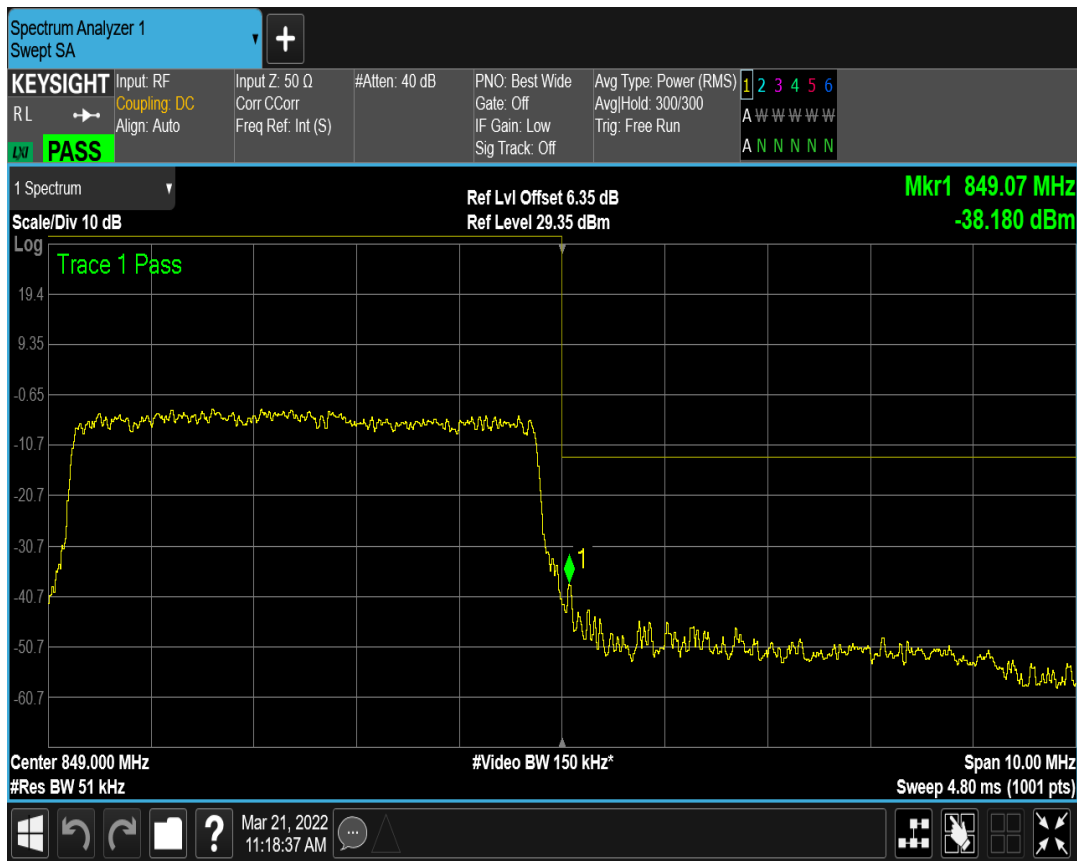 Spectrum Analyzer 1
Swept SA
+
KEYSIGHT
RL
LXI PASS
Input: RF
Coupling: DC
Align: Auto
Input Z: 50 Ω
Corr CCorr
Freq Ref: Int (S)
#Atten: 40 dB
PNO: Best Wide
Gate: Off
IF Gain: Low
Sig Track: Off
Avg Type: Power (RMS)
Avg|Hold: 300/300
Trig: Free Run
1 2 3 4 5 6
A W W W W W
A N N N N N
1 Spectrum
Scale/Div 10 dB
Ref Lvl Offset 6.35 dB
Ref Level 29.35 dBm
Mkr1 849.07 MHz
-38.180 dBm
Log
Trace 1 Pass
19.4
9.35
-0.65
-10.7
-20.7
-30.7
1
-40.7
-50.7
-60.7
Center 849.000 MHz
#Res BW 51 kHz
#Video BW 150 kHz*
Span 10.00 MHz
Sweep 4.80 ms (1001 pts)
?
Mar 21, 2022
11:18:37 AM